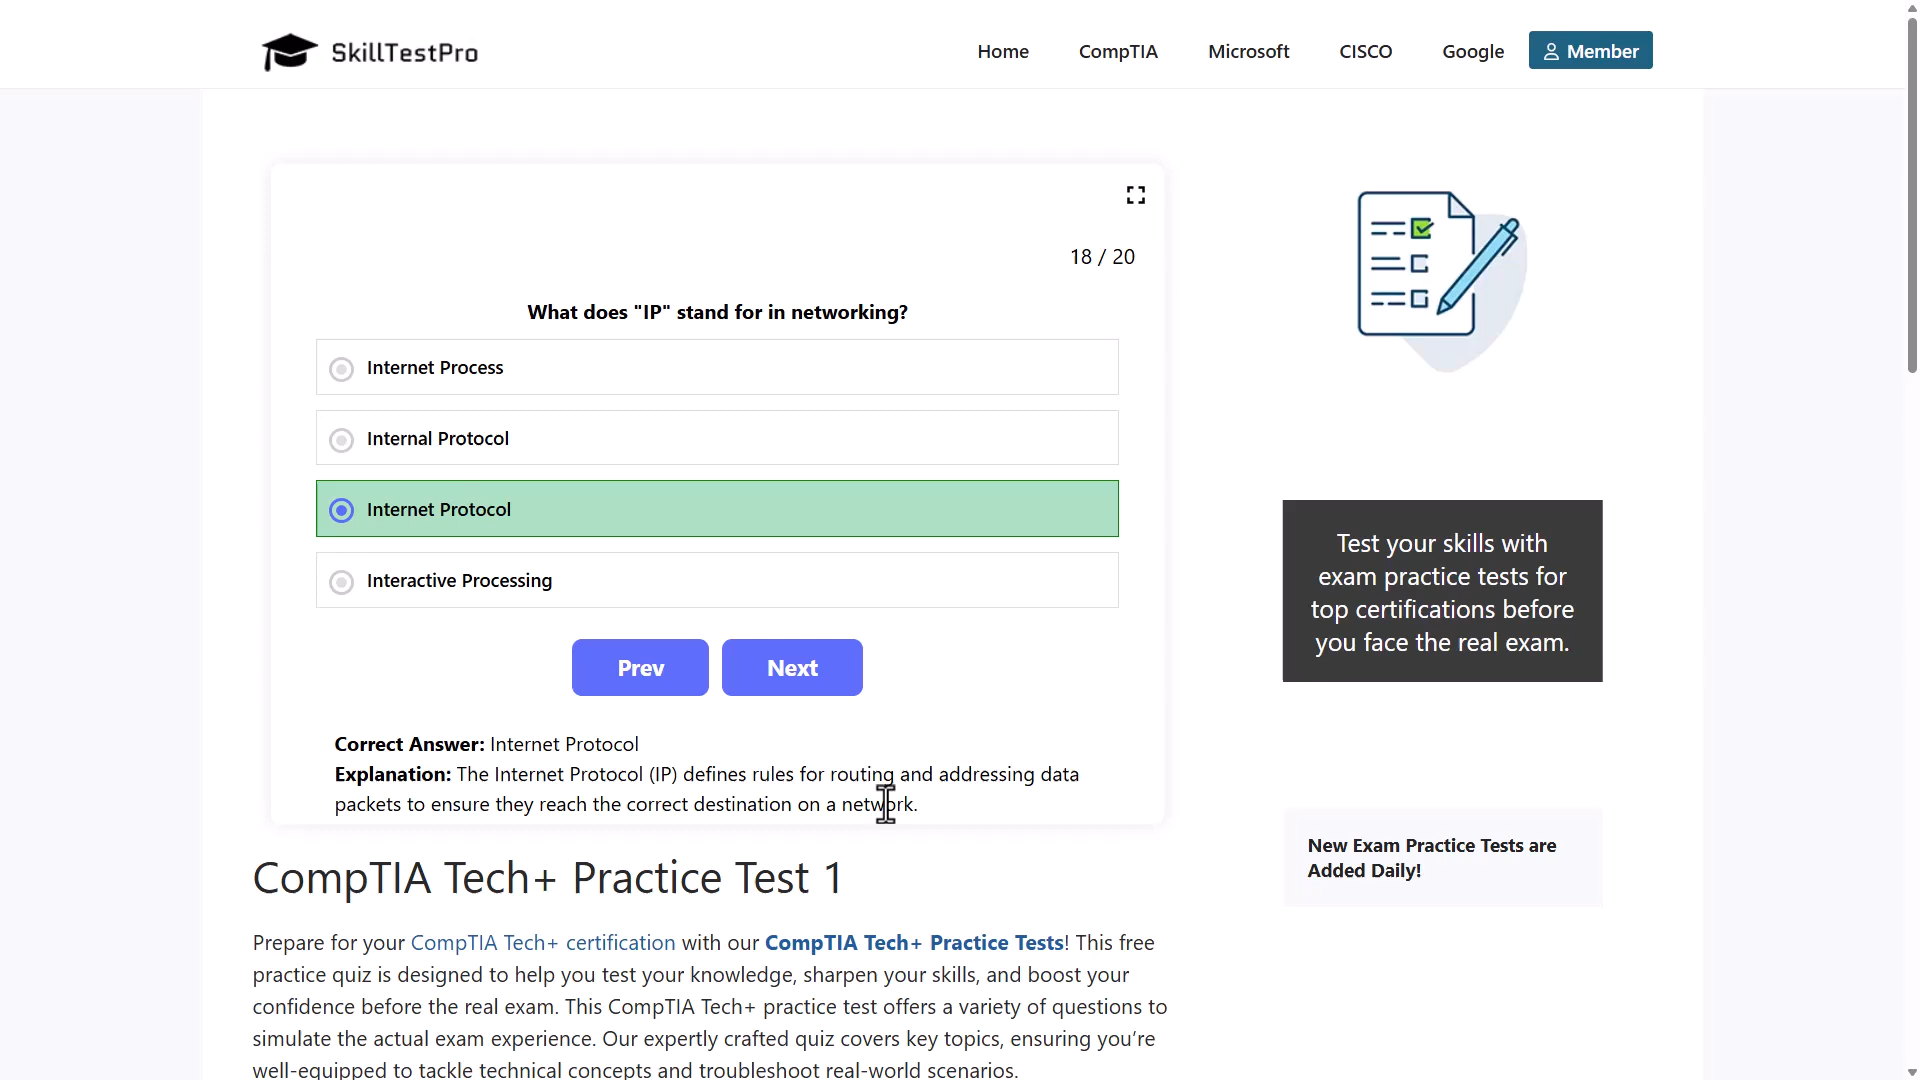 SkillTestPro
Home
CompTIA
Microsoft
CISCO
Google
Member
18 / 20
What does "IP" stand for in networking?
Internet Process
Internal Protocol
Internet Protocol
Interactive Processing
Prev
Next
Correct Answer: Internet Protocol
Explanation: The Internet Protocol (IP) defines rules for routing and addressing data
packets to ensure they reach the correct destination on a network.
Test your skills with
exam practice tests for
top certifications before
you face the real exam.
New Exam Practice Tests are
Added Daily!
CompTIA Tech+ Practice Test 1
Prepare for your CompTIA Tech+ certification with our CompTIA Tech+ Practice Tests! This free
practice quiz is designed to help you test your knowledge, sharpen your skills, and boost your
confidence before the real exam. This CompTIA Tech+ practice test offers a variety of questions to
simulate the actual exam experience. Our expertly crafted quiz covers key topics, ensuring you’re
well-equipped to tackle technical concepts and troubleshoot real-world scenarios.